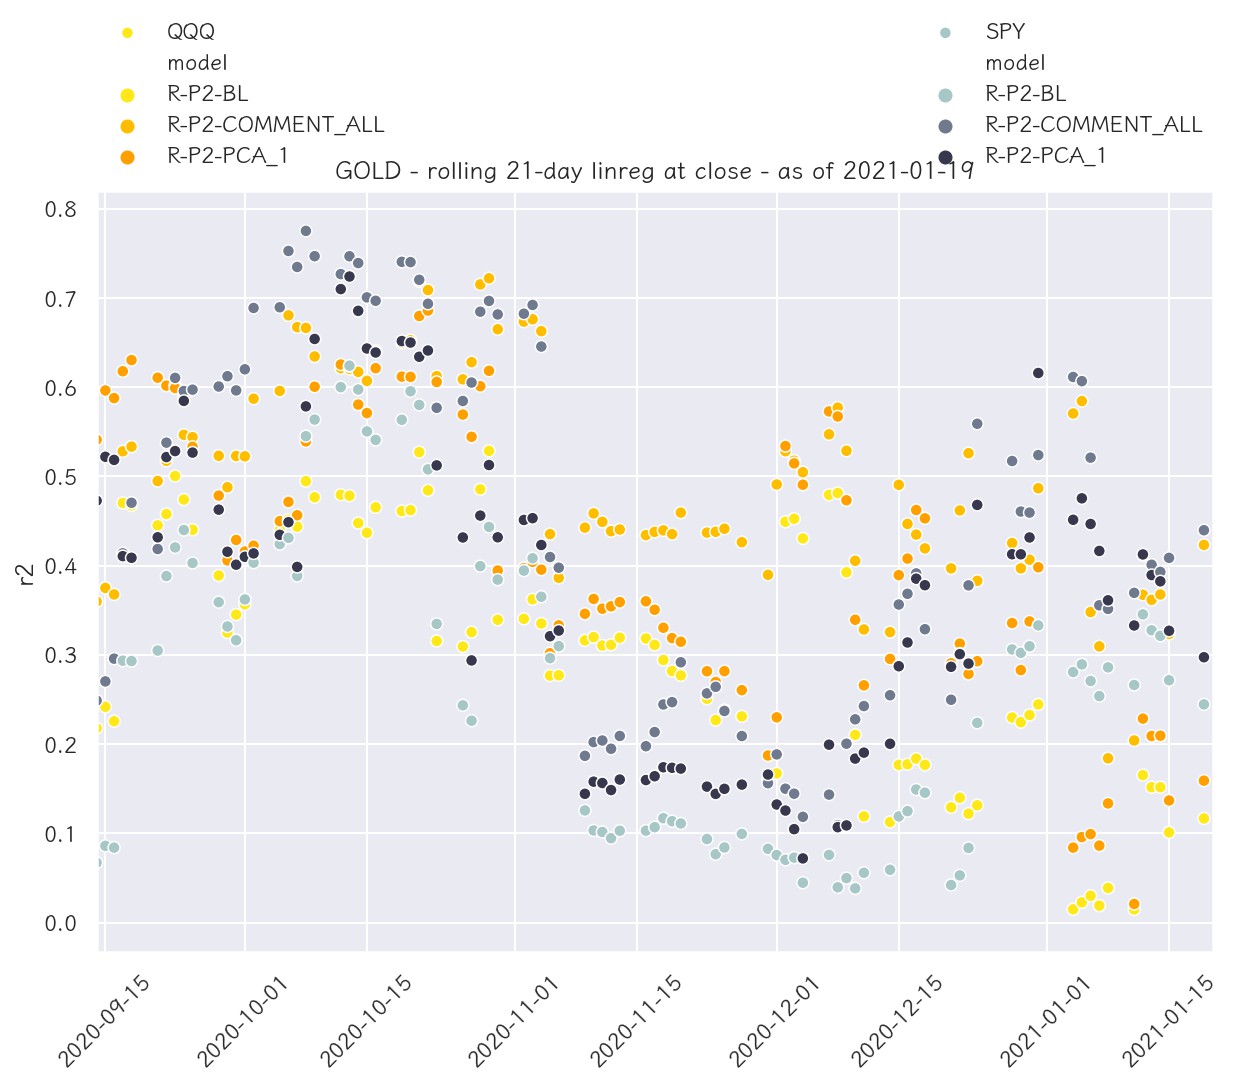 QQQ
model
R-P2-BL
R-P2-COMMENT_ALL
R-P2-PCA_1
SPY
model
R-P2-BL
R-P2-COMMENT_ALL
R-P2-PCA_1
GOLD - rolling 21-day linreg at close - as of 2021-01-19
0.8
0.7
0.6
0.5
0.4
0.3
0.2
0.1
0.0
r2
2020-09-15
2020-10-01
2020-10-15
2020-11-01
2020-11-15
2020-12-01
2020-12-15
2021-01-01
2021-01-15